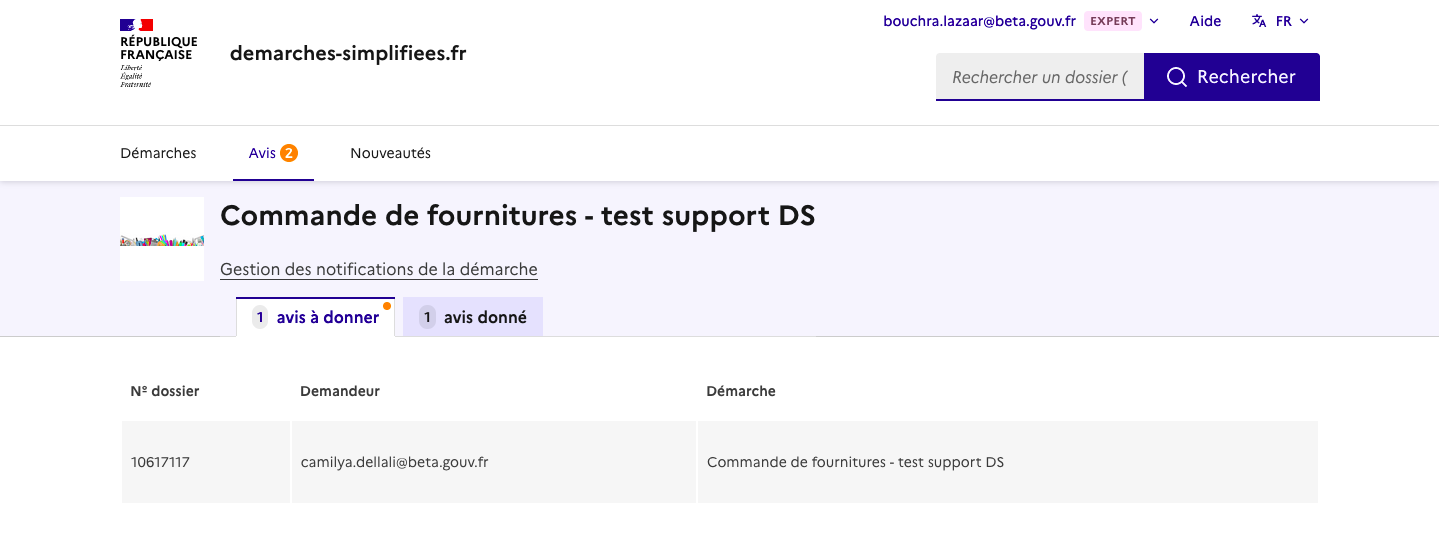 RÉPUBLIQUE
FRANÇAISE
Liberté
Égalité
Fraternité
demarches-simplifiees.fr
bouchra.lazaar@beta.gouv.fr EXPERT Aide FR
Rechercher un dossier ( Rechercher
Démarches Avis 2 Nouveautés
Commande de fournitures - test support DS
Gestion des notifications de la démarche
1 avis à donner 1 avis donné
Nº dossier Demandeur Démarche
10617117 camilya.dellali@beta.gouv.fr Commande de fournitures - test support DS